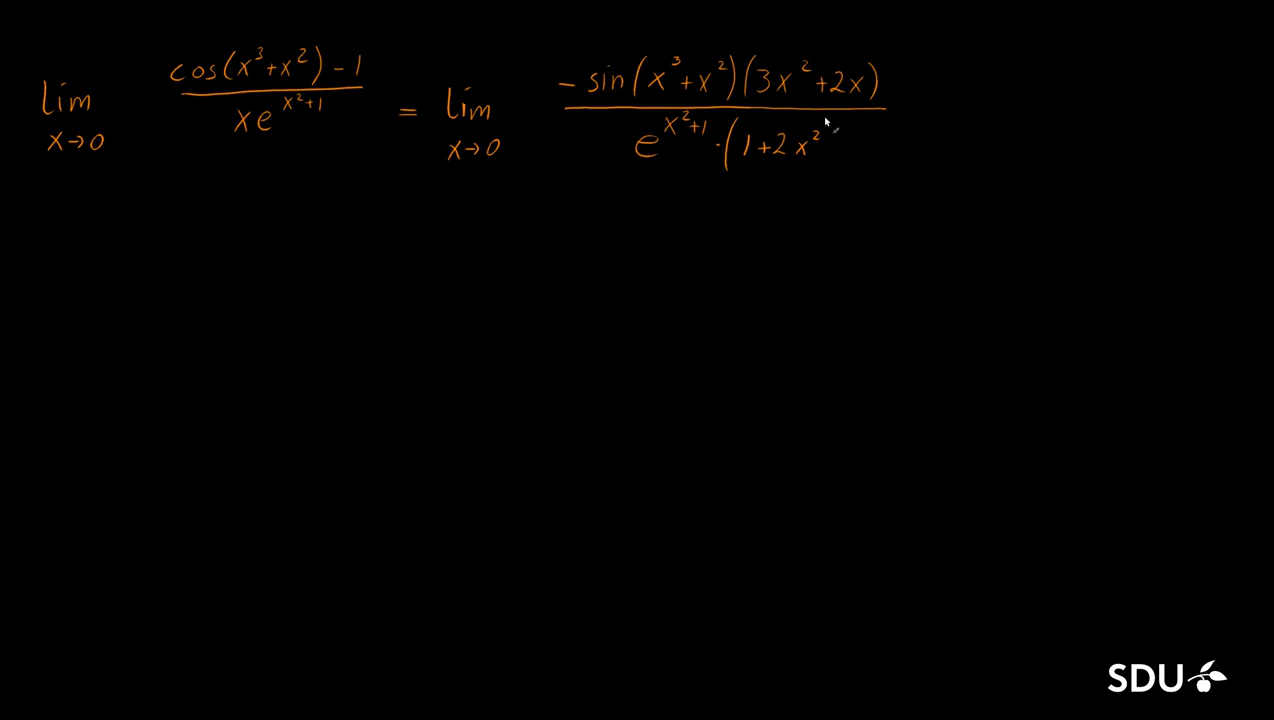 lim x→0 cos(x³+x²)-1 / xe^(x²+1) = lim x→0 -sin(x³+x²)(3x²+2x) / e^(x²+1)·(1+2x²
SDU